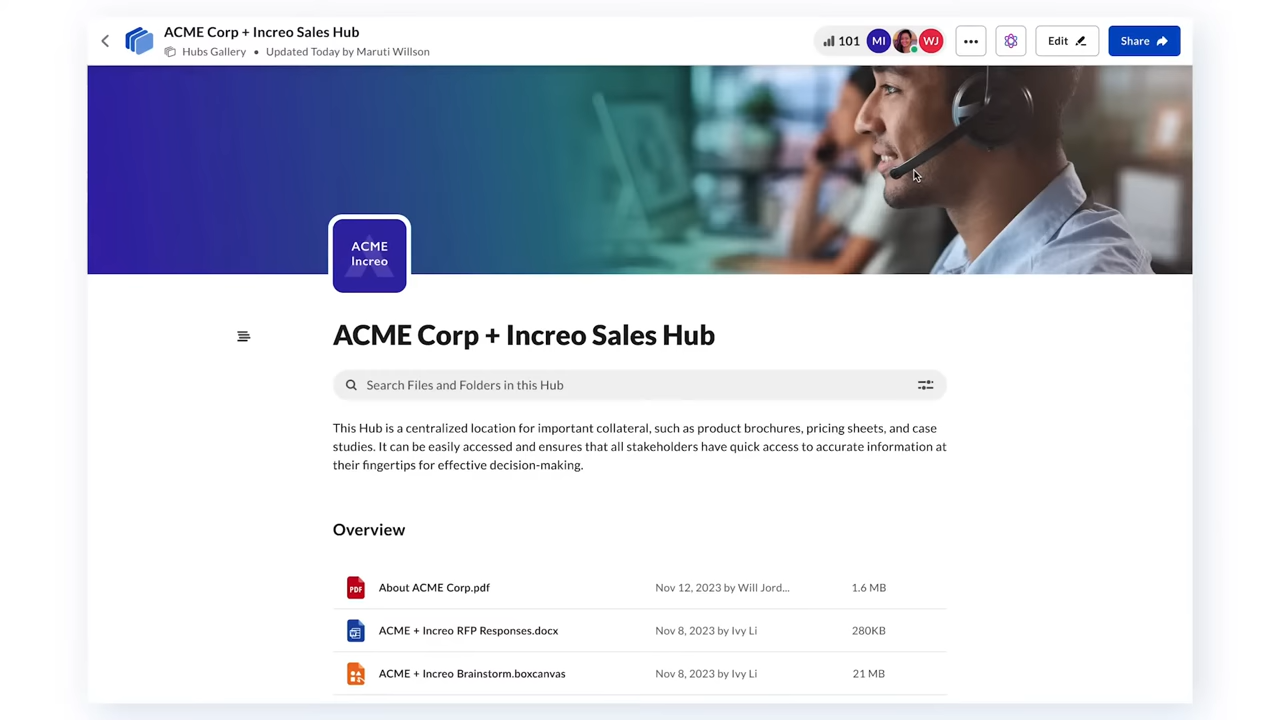 ACME Corp + Increo Sales Hub
Hubs Gallery • Updated Today by Maruti Willson
101 MI WJ
Edit
Share
ACME
Increo
ACME Corp + Increo Sales Hub
Search Files and Folders in this Hub
This Hub is a centralized location for important collateral, such as product brochures, pricing sheets, and case
studies. It can be easily accessed and ensures that all stakeholders have quick access to accurate information at
their fingertips for effective decision-making.
Overview
PDF About ACME Corp.pdf Nov 12, 2023 by Will Jord... 1.6 MB
ACME + Increo RFP Responses.docx Nov 8, 2023 by Ivy Li 280KB
ACME + Increo Brainstorm.boxcanvas Nov 8, 2023 by Ivy Li 21 MB